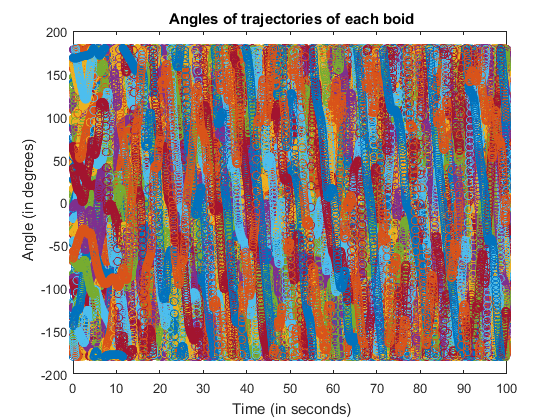 Angles of trajectories of each boid
200
150
100
50
0
-50
-100
-150
-200
Angle (in degrees)
0 10 20 30 40 50 60 70 80 90 100
Time (in seconds)